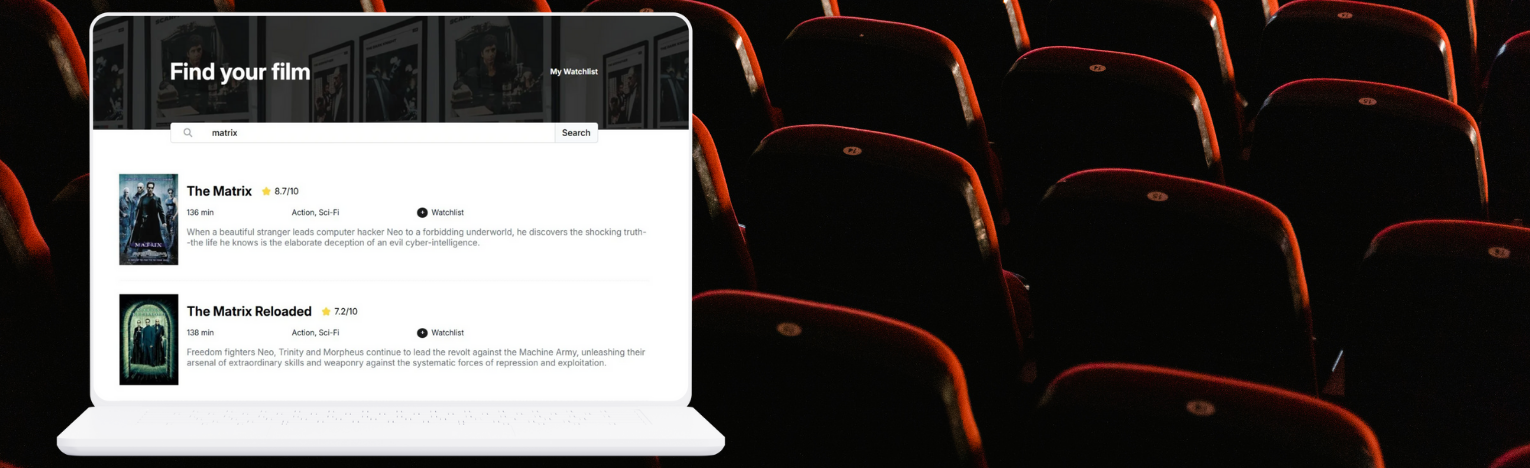 Find your film
My Watchlist
matrix
Search
The Matrix
8.7/10
136 min
Action, Sci-Fi
Watchlist
When a beautiful stranger leads computer hacker Neo to a forbidding underworld, he discovers the shocking truth-
-the life he knows is the elaborate deception of an evil cyber-intelligence.
MATRIX
The Matrix Reloaded
7.2/10
138 min
Action, Sci-Fi
Watchlist
Freedom fighters Neo, Trinity and Morpheus continue to lead the revolt against the Machine Army, unleashing their
arsenal of extraordinary skills and weaponry against the systematic forces of repression and exploitation.